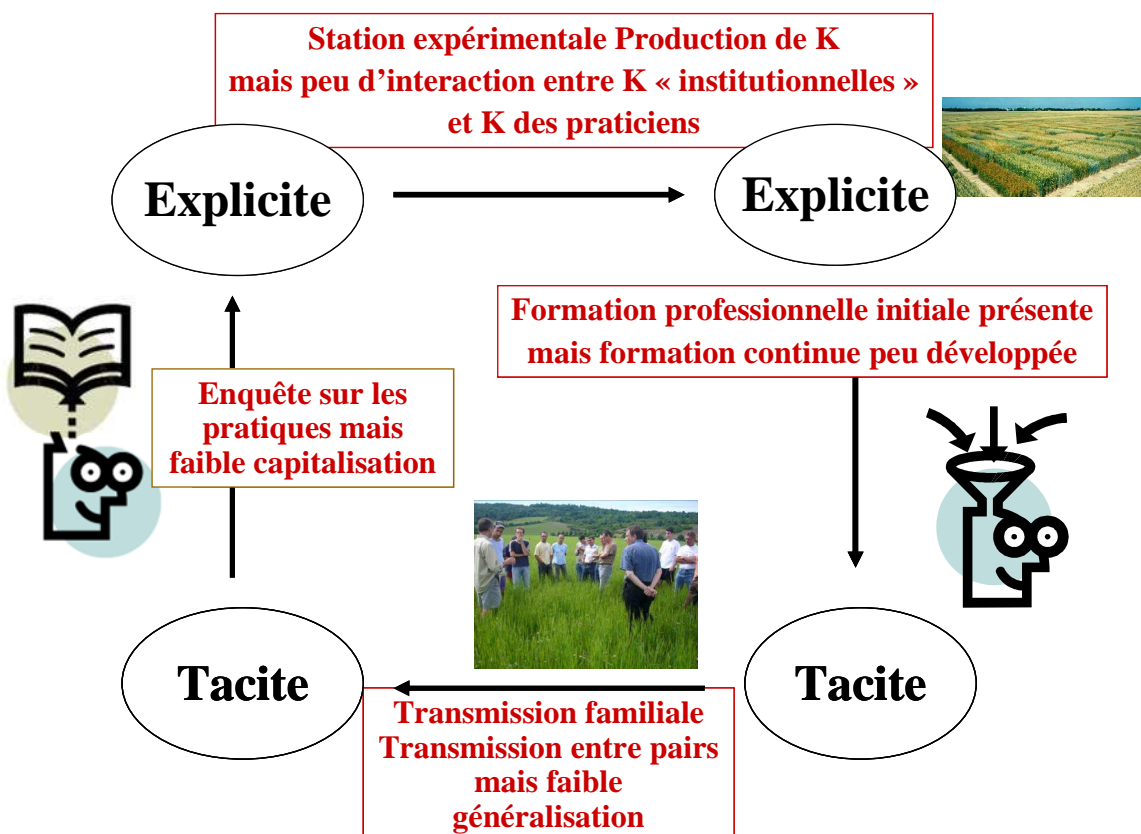 Station expérimentale Production de K
mais peu d'interaction entre K « institutionnelles »
et K des praticiens
Explicite
Explicite
Formation professionnelle initiale présente
mais formation continue peu développée
Enquête sur les
pratiques mais
faible capitalisation
Tacite
Tacite
Transmission familiale
Transmission entre pairs
mais faible
généralisation